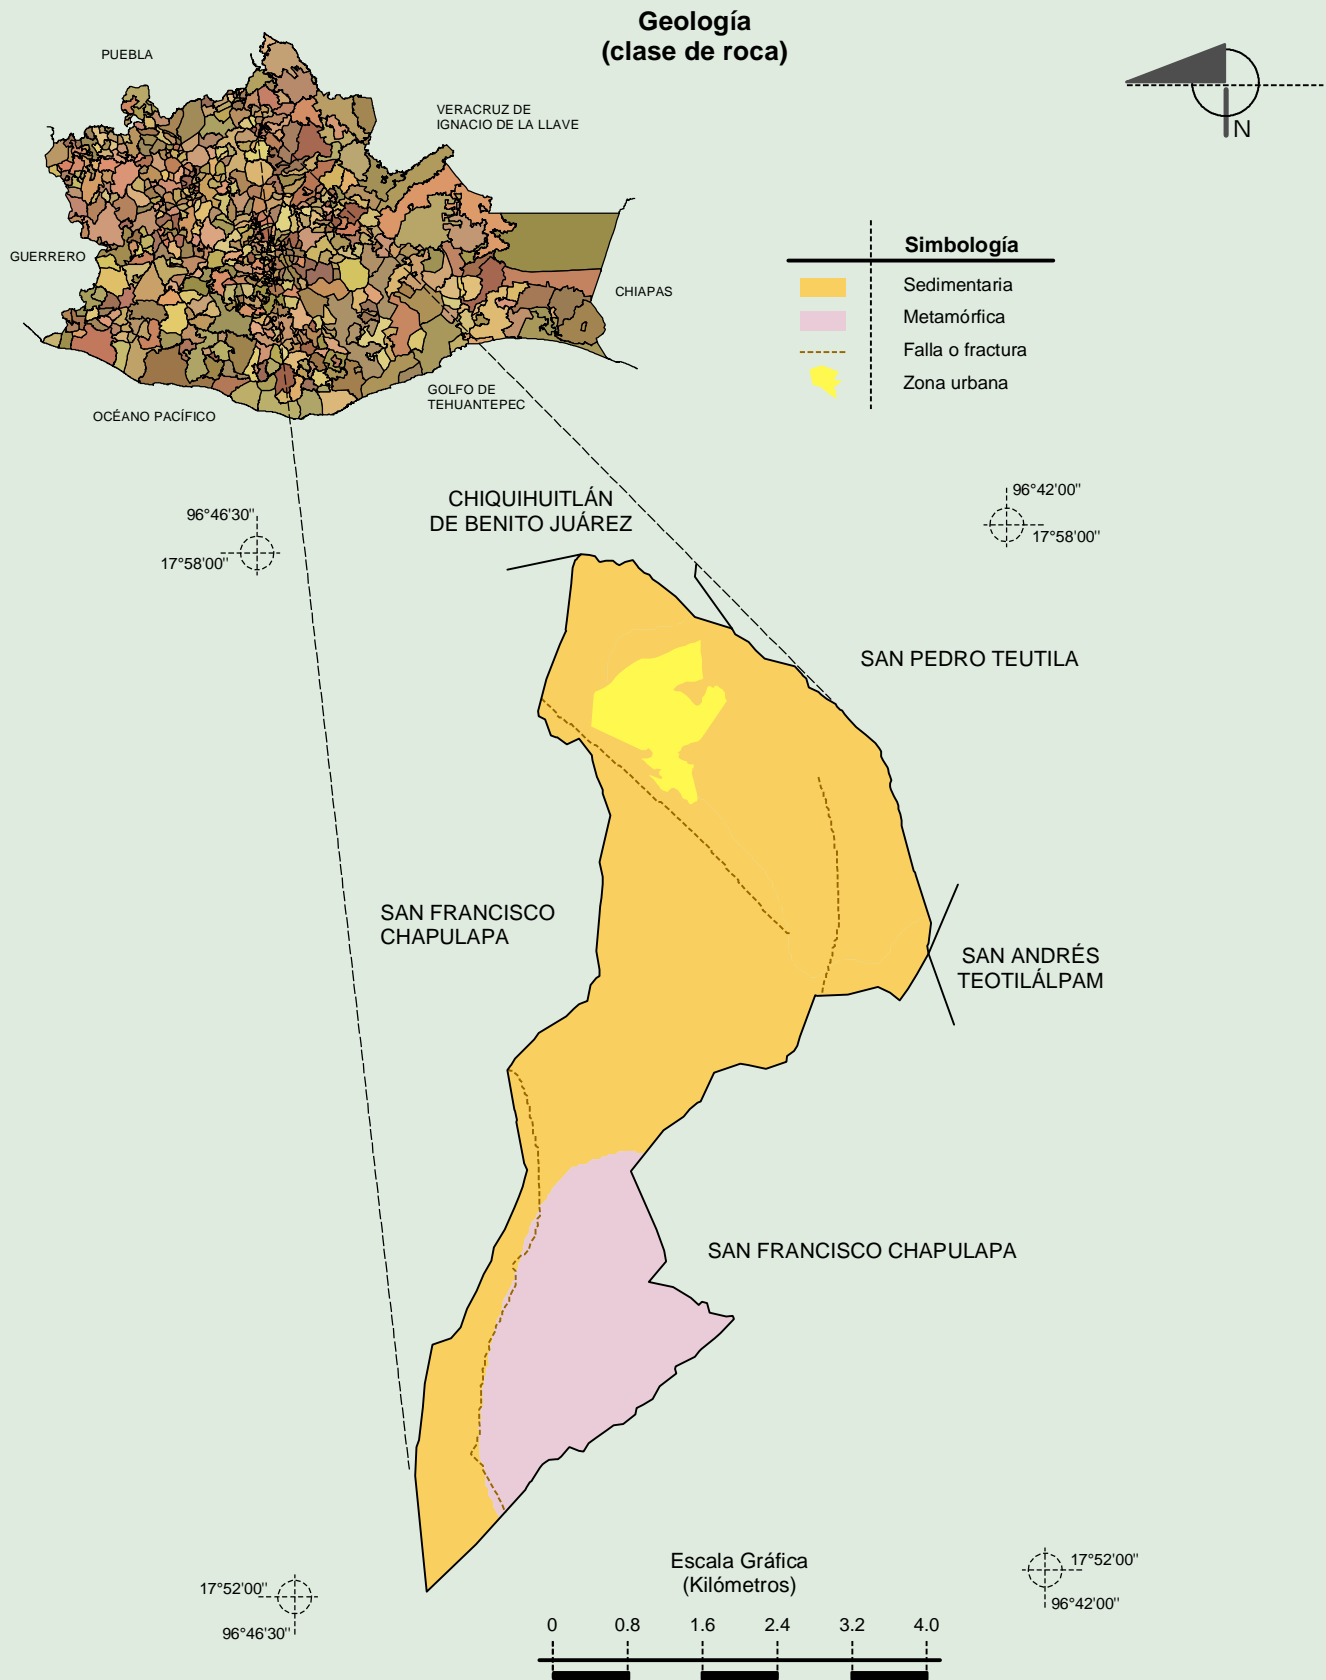 Geología
(clase de roca)
PUEBLA
VERACRUZ DE
IGNACIO DE LA LLAVE
N
GUERRERO
CHIAPAS
GOLFO DE
TEHUANTEPEC
OCÉANO PACÍFICO
Simbología
Sedimentaria
Metamórfica
Falla o fractura
Zona urbana
96°46'30"
17°58'00"
CHIQUIHUITLÁN
DE BENITO JUÁREZ
96°42'00"
17°58'00"
SAN PEDRO TEUTILA
SAN FRANCISCO
CHAPULAPA
SAN ANDRÉS
TEOTILÁLPAM
SAN FRANCISCO CHAPULAPA
17°52'00"
96°46'30"
Escala Gráfica
(Kilómetros)
0 0.8 1.6 2.4 3.2 4.0
17°52'00"
96°42'00"